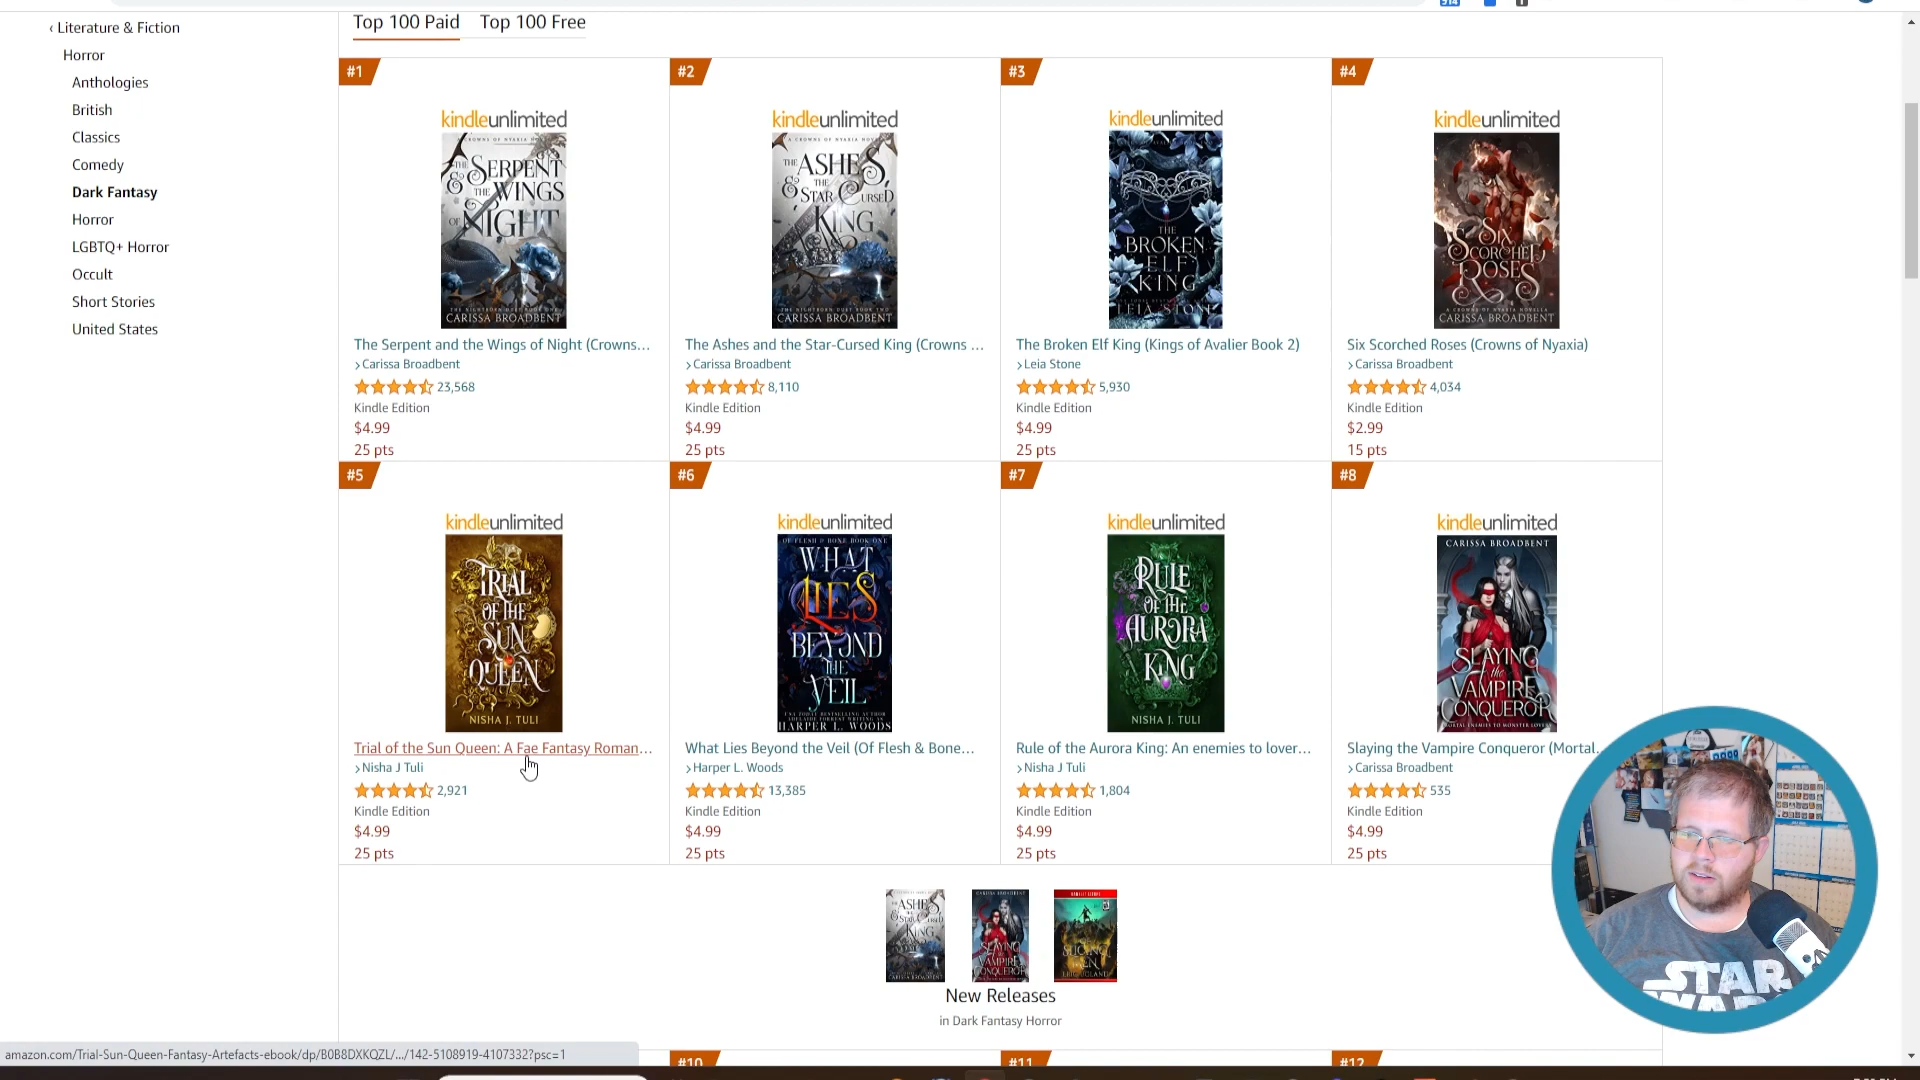 Top 100 Paid Top 100 Free
‹ Literature & Fiction
Horror
Anthologies
British
Classics
Comedy
Dark Fantasy
Horror
LGBTQ+ Horror
Occult
Short Stories
United States
#1
kindleunlimited
THE SERPENT
& THE WINGS
OF NIGHT
CARISSA BROADBENT
The Serpent and the Wings of Night (Crowns...
›Carissa Broadbent
23,568
Kindle Edition
$4.99
25 pts
#2
kindleunlimited
THE ASHES
& THE
STAR-CURSED
KING
CARISSA BROADBENT
The Ashes and the Star-Cursed King (Crowns ...
›Carissa Broadbent
8,110
Kindle Edition
$4.99
25 pts
#3
kindleunlimited
THE
BROKEN
ELF
KING
LEIA STONE
The Broken Elf King (Kings of Avalier Book 2)
›Leia Stone
5,930
Kindle Edition
$4.99
25 pts
#4
kindleunlimited
SIX
SCORCHED
ROSES
A CROWNS OF NYAXIA NOVELLA
CARISSA BROADBENT
Six Scorched Roses (Crowns of Nyaxia)
›Carissa Broadbent
4,034
Kindle Edition
$2.99
15 pts
#5
kindleunlimited
TRIAL
OF THE
SUN
QUEEN
NISHA J. TULI
Trial of the Sun Queen: A Fae Fantasy Roman...
›Nisha J Tuli
2,921
Kindle Edition
$4.99
25 pts
#6
kindleunlimited
OF FLESH & BONE BOOK ONE
WHAT
LIES
BEYOND
THE
VEIL
HARPER L. WOODS
What Lies Beyond the Veil (Of Flesh & Bone...
›Harper L. Woods
13,385
Kindle Edition
$4.99
25 pts
#7
kindleunlimited
RULE
OF THE
AURORA
KING
NISHA J. TULI
Rule of the Aurora King: An enemies to lover...
›Nisha J Tuli
1,804
Kindle Edition
$4.99
25 pts
#8
kindleunlimited
CARISSA BROADBENT
SLAYING
the
VAMPIRE
CONQUEROR
Slaying the Vampire Conqueror (Mortal...
›Carissa Broadbent
535
Kindle Edition
$4.99
25 pts
New Releases
in Dark Fantasy Horror
STAR
WARS
amazon.com/Trial-Sun-Queen-Fantasy-Artefacts-ebook/dp/B0B8DXKQZL/.../142-5108919-4107332?psc=1
#10
#11
#12